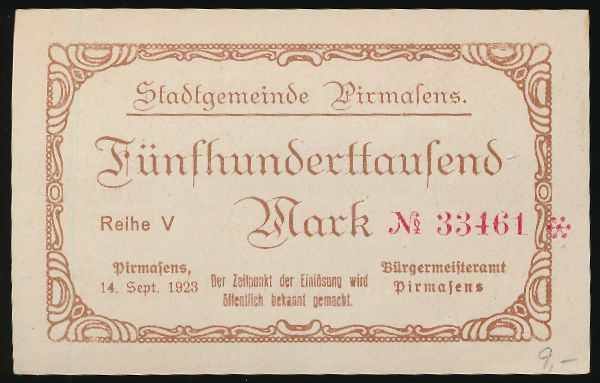 Stadtgemeinde Pirmasens.
Fünfhunderttausend
Reihe V Mark № 33461 *
Pirmasens,
14. Sept. 1923
Der Zeitpunkt der Einlösung wird
öffentlich bekannt gemacht.
Bürgermeisteramt
Pirmasens
9,-